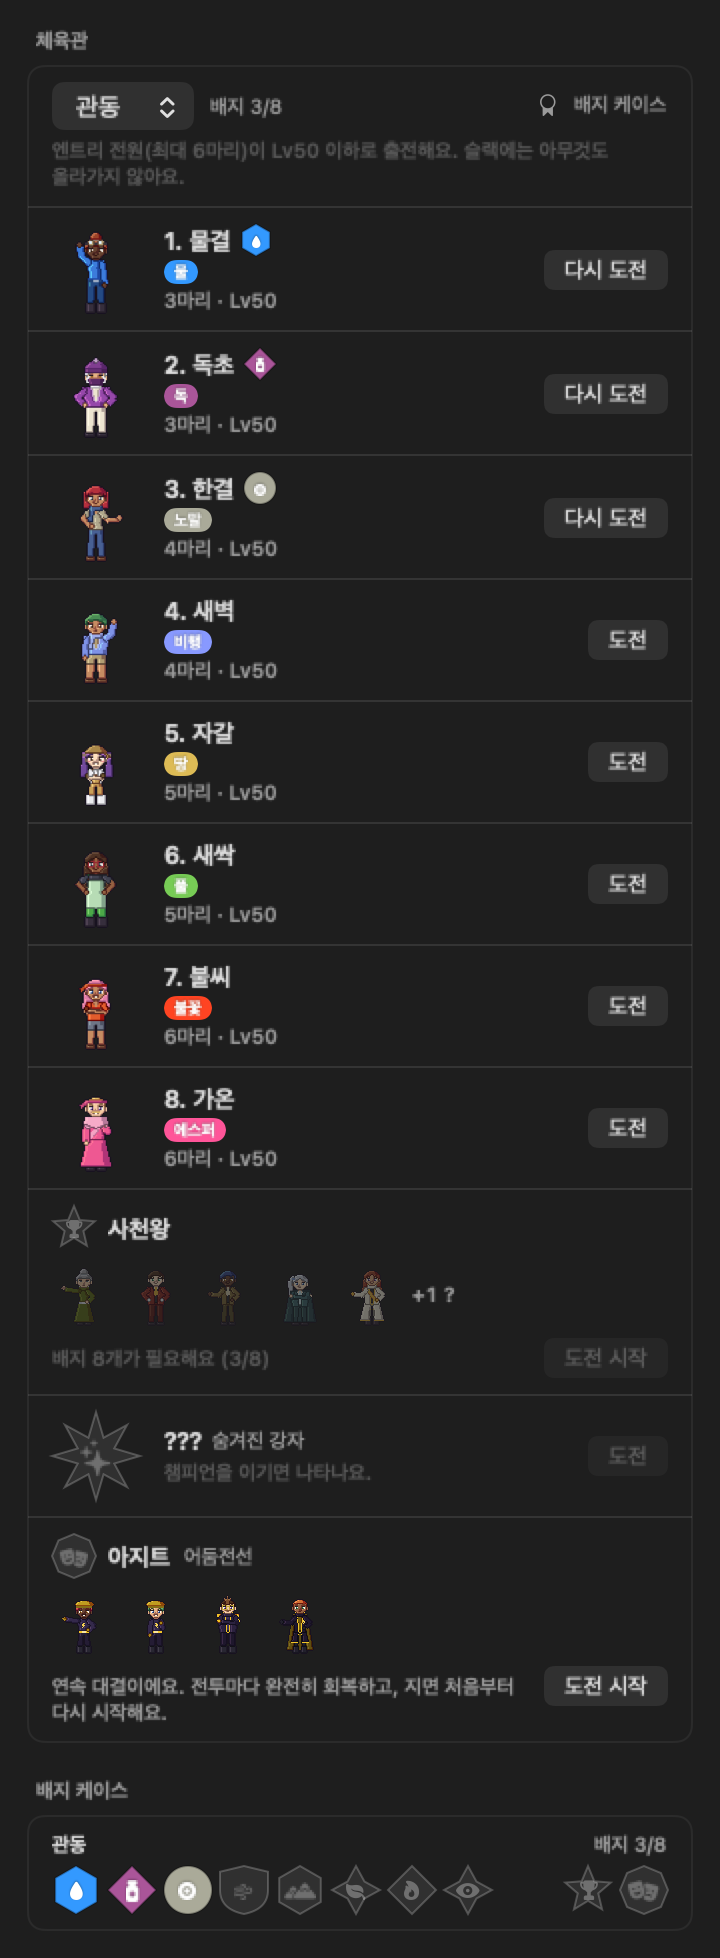 체육관
관동
배지 3/8
배지 케이스
엔트리 전원(최대 6마리)이 Lv50 이하로 출전해요. 슬랙에는 아무것도
올라가지 않아요.
1. 물결
물
3마리 · Lv50
다시 도전
2. 독초
독
3마리 · Lv50
다시 도전
3. 한결
노말
4마리 · Lv50
다시 도전
4. 새벽
비행
4마리 · Lv50
도전
5. 자갈
땅
5마리 · Lv50
도전
6. 새싹
풀
5마리 · Lv50
도전
7. 불씨
불꽃
6마리 · Lv50
도전
8. 가온
에스퍼
6마리 · Lv50
도전
사천왕
+1 ?
배지 8개가 필요해요 (3/8)
도전 시작
??? 숨겨진 강자
챔피언을 이기면 나타나요.
도전
아지트 어둠전선
연속 대결이에요. 전투마다 완전히 회복하고, 지면 처음부터
다시 시작해요.
도전 시작
배지 케이스
관동
배지 3/8